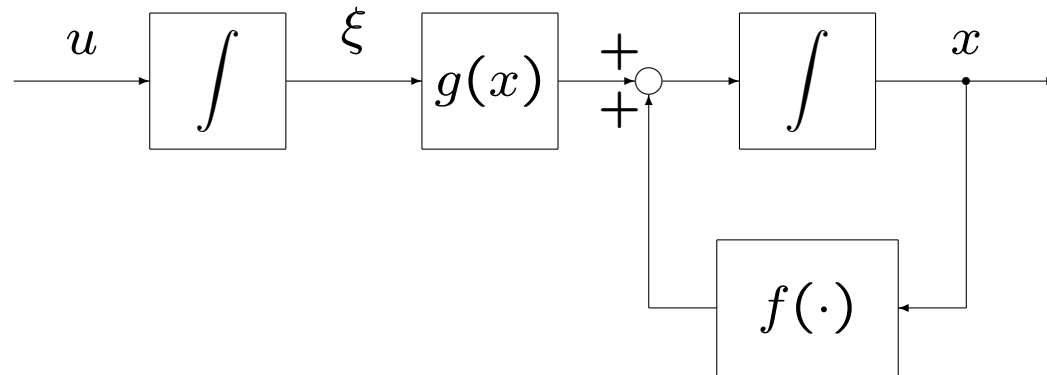 u
∫
ξ
g(x)
+
+
∫
x
f(·)